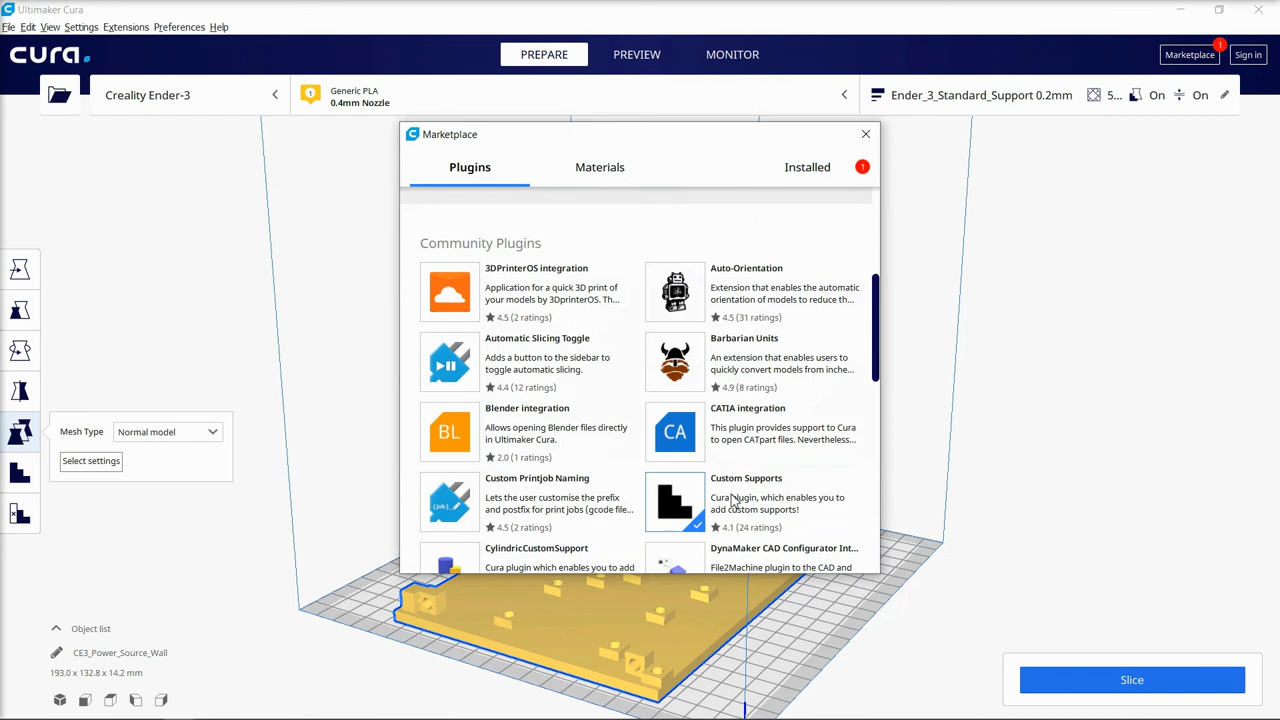 Ultimaker Cura
File Edit View Settings Extensions Preferences Help
cura.
PREPARE
PREVIEW
MONITOR
Marketplace
1
Sign in
Creality Ender-3
1
Generic PLA
0.4mm Nozzle
Ender_3_Standard_Support 0.2mm
5...
On
On
Marketplace
Plugins
Materials
Installed
1
Community Plugins
3DPrinterOS integration
Application for a quick 3D print of
your models by 3DprinterOS. Th...
4.5 (2 ratings)
Auto-Orientation
Extension that enables the automatic
orientation of models to reduce th...
4.5 (31 ratings)
Automatic Slicing Toggle
Adds a button to the sidebar to
toggle automatic slicing.
4.4 (12 ratings)
Barbarian Units
An extension that enables users to
quickly convert models from inche...
4.9 (8 ratings)
BL
Blender integration
Allows opening Blender files directly
in Ultimaker Cura.
2.0 (1 ratings)
CA
CATIA integration
This plugin provides support to Cura
to open CATpart files. Nevertheless...
{job}
Custom Printjob Naming
Lets the user customise the prefix
and postfix for print jobs (gcode file...
4.5 (2 ratings)
Custom Supports
Cura plugin, which enables you to
add custom supports!
4.1 (24 ratings)
CylindricCustomSupport
Cura plugin which enables you to add
DynaMaker CAD Configurator Int...
File2Machine plugin to the CAD and
Mesh Type
Normal model
Select settings
Object list
CE3_Power_Source_Wall
193.0 x 132.8 x 14.2 mm
Slice